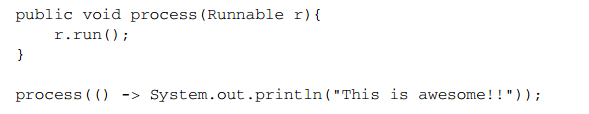 public void process(Runnable r){
    r.run();
}
process(() -> System.out.println("This is awesome!!"));